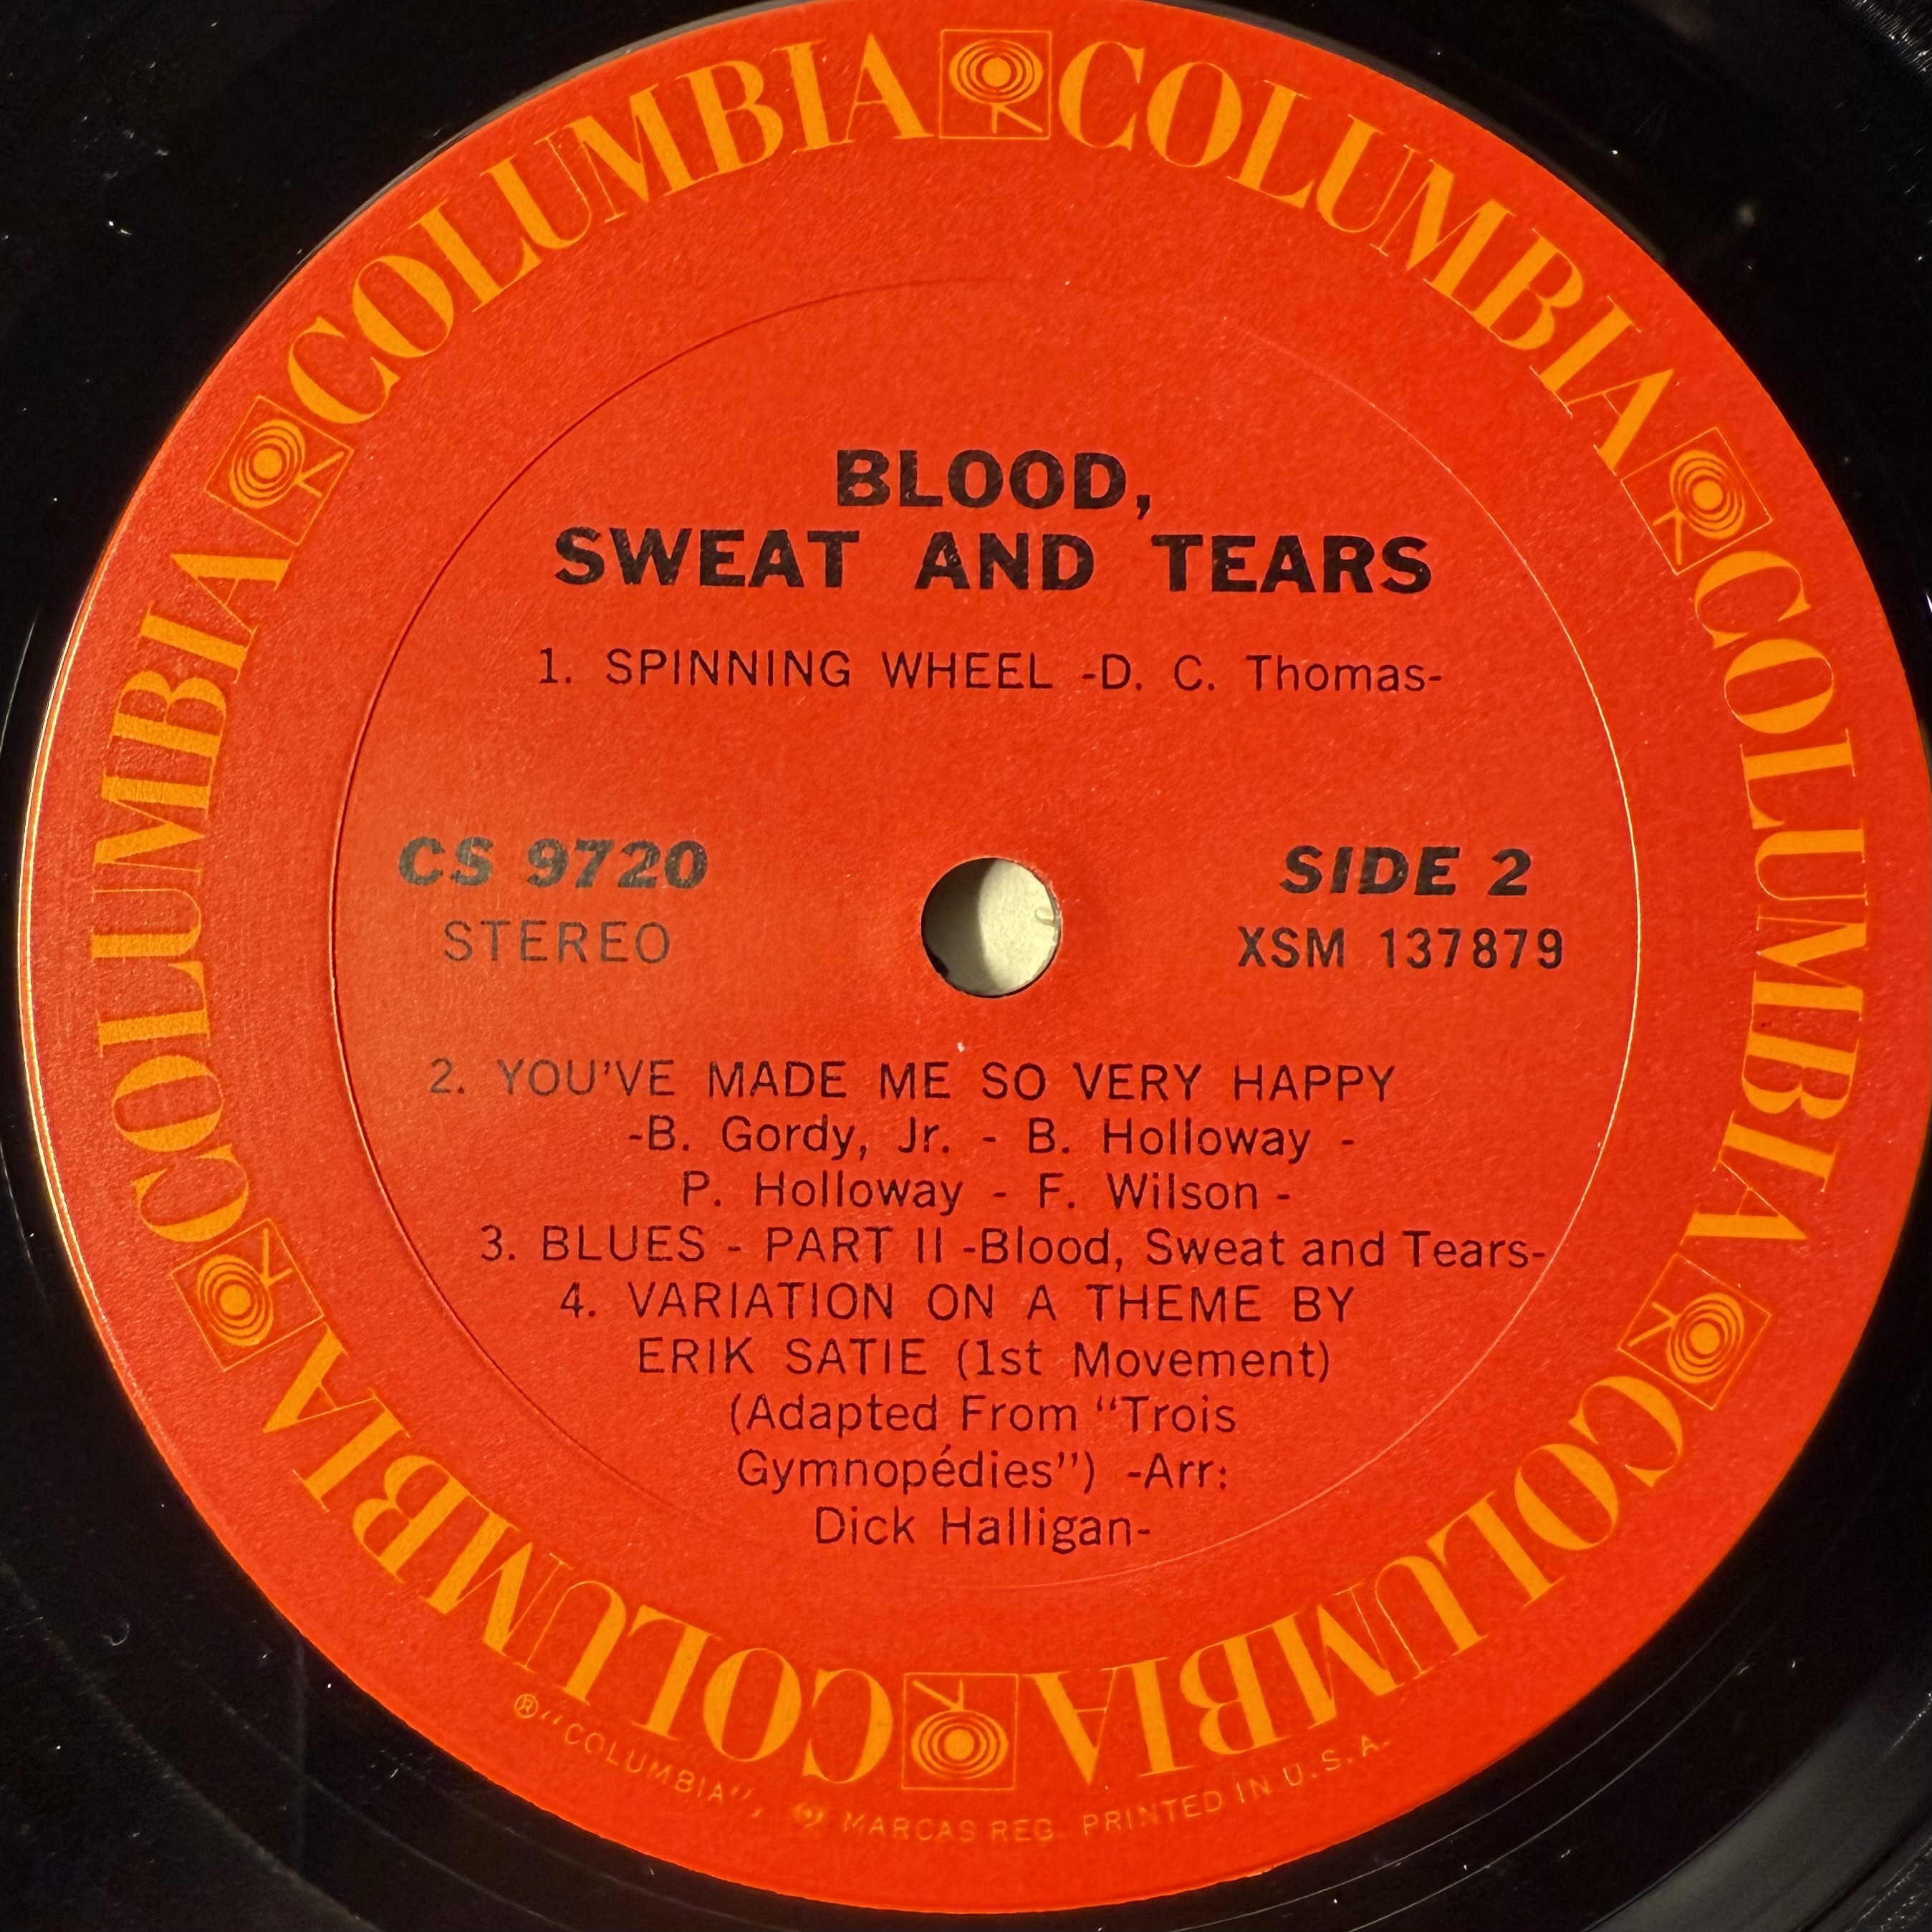 COLUMBIA COLUMBIA COLUMBIA COLUMBIA COLUMBIA COLUMBIA
BLOOD,
SWEAT AND TEARS
1. SPINNING WHEEL -D. C. Thomas-
CS 9720
STEREO
SIDE 2
XSM 137879
2. YOU'VE MADE ME SO VERY HAPPY
-B. Gordy, Jr. - B. Holloway -
P. Holloway - F. Wilson -
3. BLUES - PART II -Blood, Sweat and Tears-
4. VARIATION ON A THEME BY
ERIK SATIE (1st Movement)
(Adapted From “Trois
Gymnopédies”) -Arr:
Dick Halligan-
®“COLUMBIA”, MARCAS REG. PRINTED IN U.S.A.